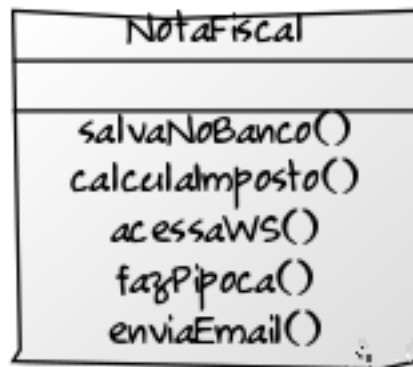 NotaFiscal
salvaNoBanco()
calculaImposto()
acessaWS()
fazPipoca()
enviaEmail()